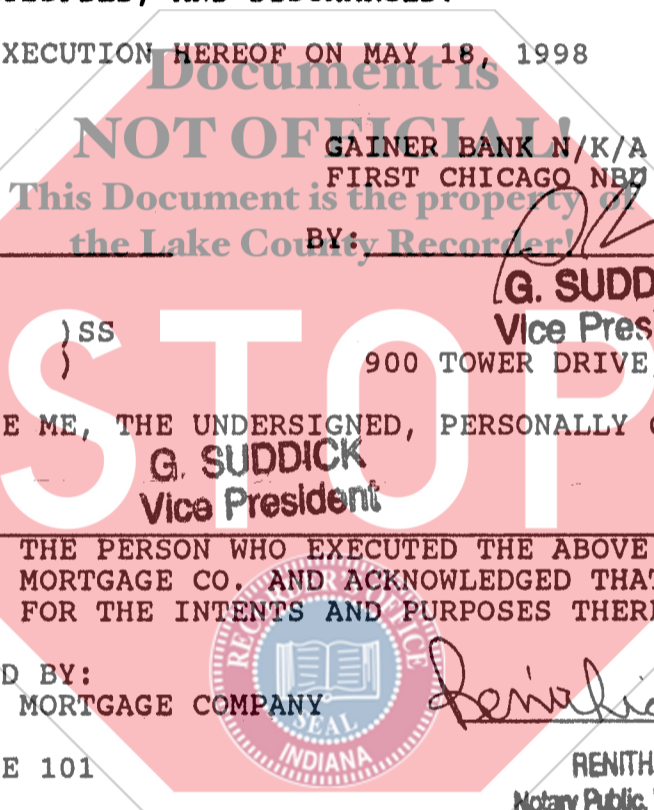 XECUTION HEREOF ON MAY 18, 1998
Document is
NOT OFFICIAL!
GAINER BANK N/K/A
FIRST CHICAGO NBD
This Document is the property of
the Lake County Recorder!
BY:
G. SUDD
Vice Pres
)SS
)
900 TOWER DRIVE,
STOP
E ME, THE UNDERSIGNED, PERSONALLY
G. SUDDICK
Vice President
THE PERSON WHO EXECUTED THE ABOVE
MORTGAGE CO. AND ACKNOWLEDGED THAT
FOR THE INTENTS AND PURPOSES THER
RECORDER OFFICE
SEAL
INDIANA
D BY:
MORTGAGE COMPANY
E 101
RENITH
Notary Public,